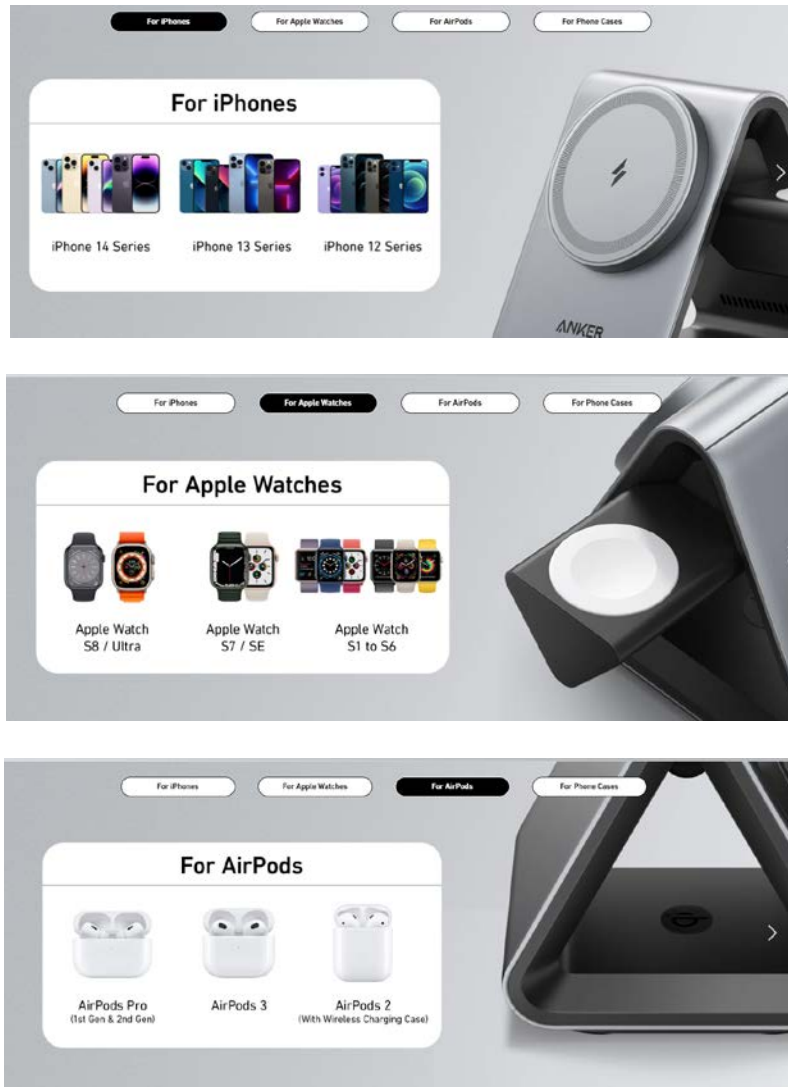 For iPhones
For Apple Watches
For AirPods
For Phone Cases
For iPhones
iPhone 14 Series
iPhone 13 Series
iPhone 12 Series
ANKER
For iPhones
For Apple Watches
For AirPods
For Phone Cases
For Apple Watches
Apple Watch
S8 / Ultra
Apple Watch
S7 / SE
Apple Watch
S1 to S6
For iPhones
For Apple Watches
For AirPods
For Phone Cases
For AirPods
AirPods Pro
(1st Gen & 2nd Gen)
AirPods 3
AirPods 2
(With Wireless Charging Case)